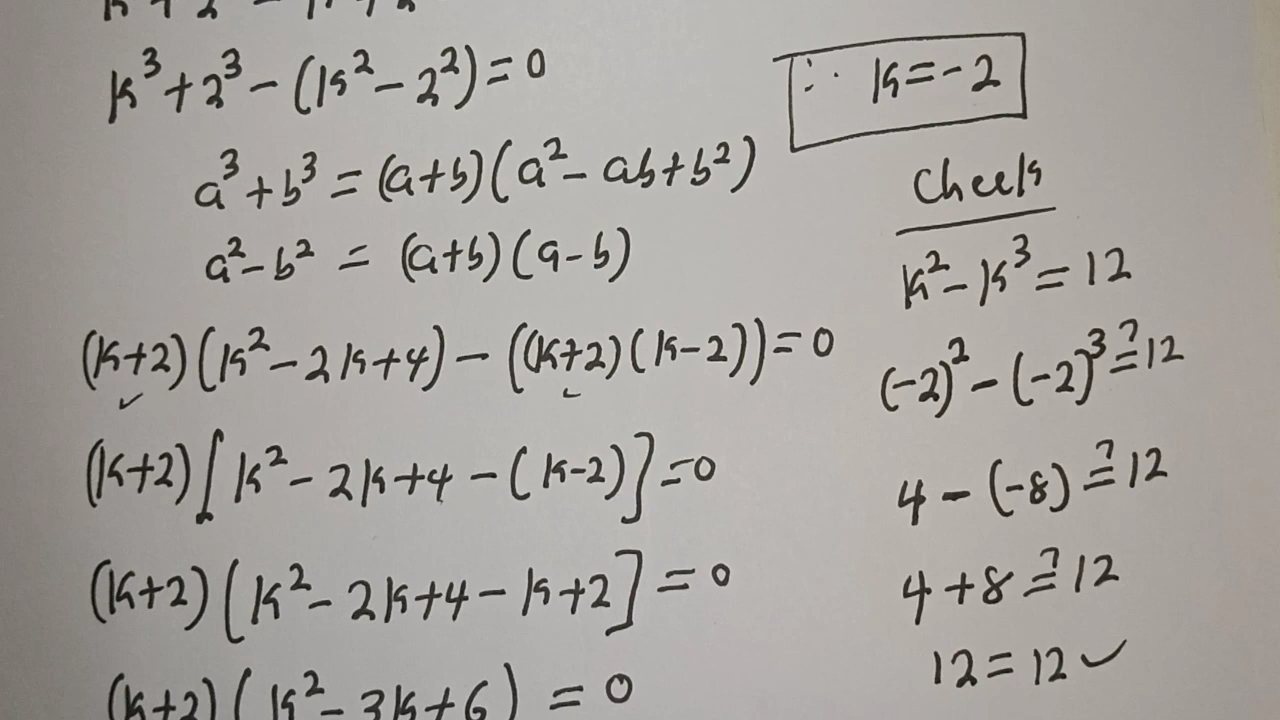 k³+2³-(k²-2²)=0
a³+b³=(a+b)(a²-ab+b²)
a²-b²=(a+b)(a-b)
(k+2)(k²-2k+4)-((k+2)(k-2))=0
(k+2)[k²-2k+4-(k-2)]=0
(k+2)(k²-2k+4-k+2]=0
(k+2)(k²-3k+6)=0
∴ k=-2
Check
k²-k³=12
(-2)²-(-2)³≟12
4-(-8)≟12
4+8≟12
12=12✓